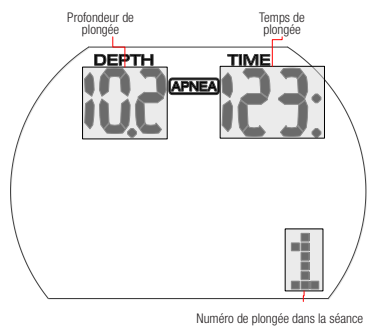 Profondeur de
plongée
Temps de
plongée
DEPTH
TIME
10.2
APNEA
123:
1
Numéro de plongée dans la séance